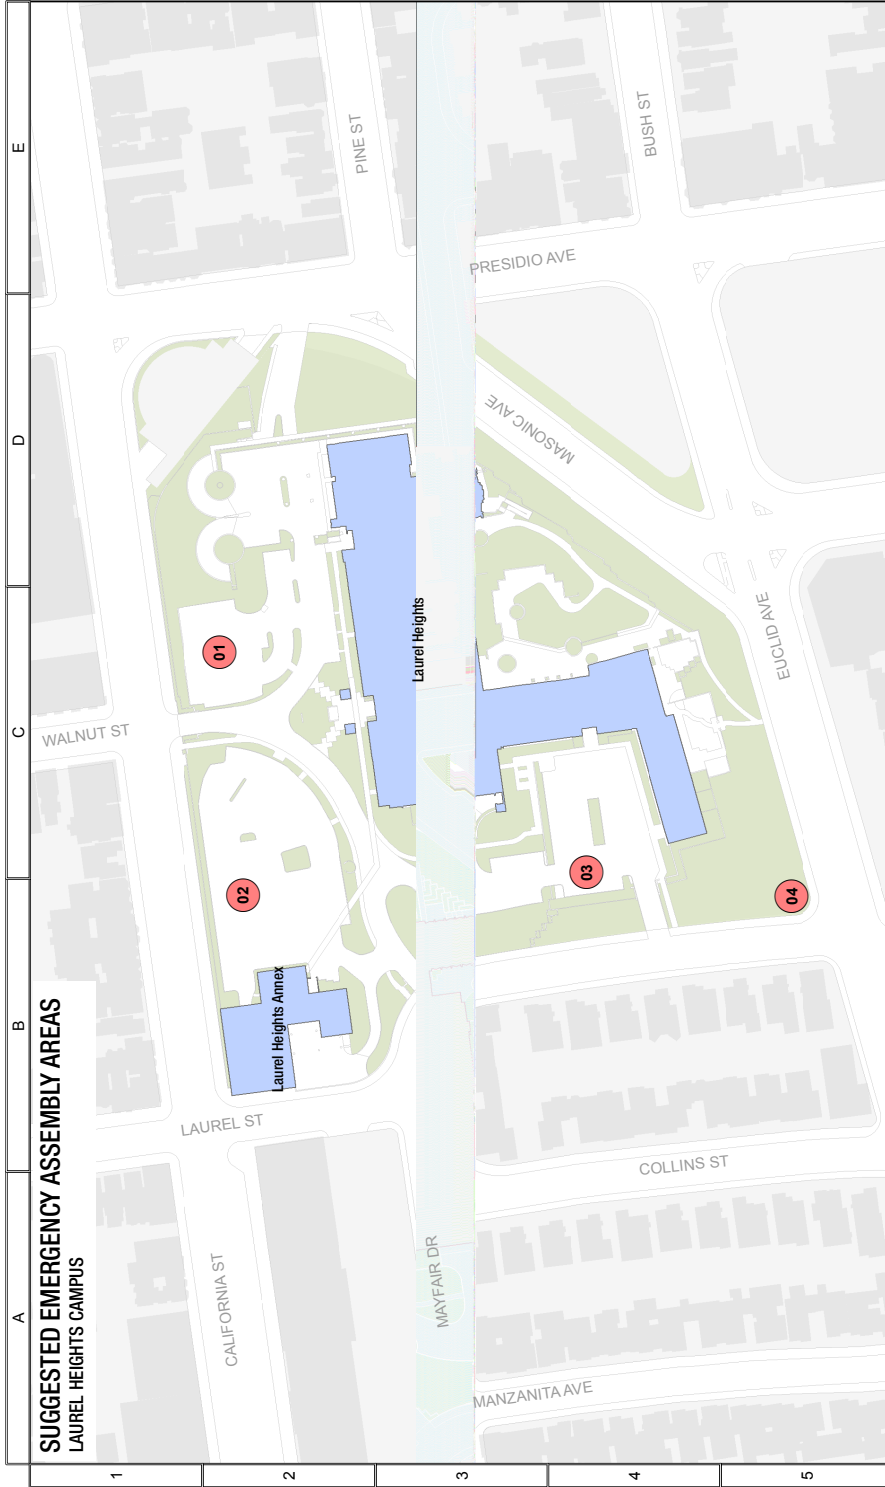 SUGGESTED EMERGENCY ASSEMBLY AREAS
LAUREL HEIGHTS CAMPUS
A
B
C
D
E
1
2
3
4
5
CALIFORNIA ST
LAUREL ST
WALNUT ST
PINE ST
BUSH ST
PRESIDIO AVE
MASONIC AVE
EUCLID AVE
COLLINS ST
MAYFAIR DR
MANZANITA AVE
Laurel Heights Annex
Laurel Heights
01
02
03
04